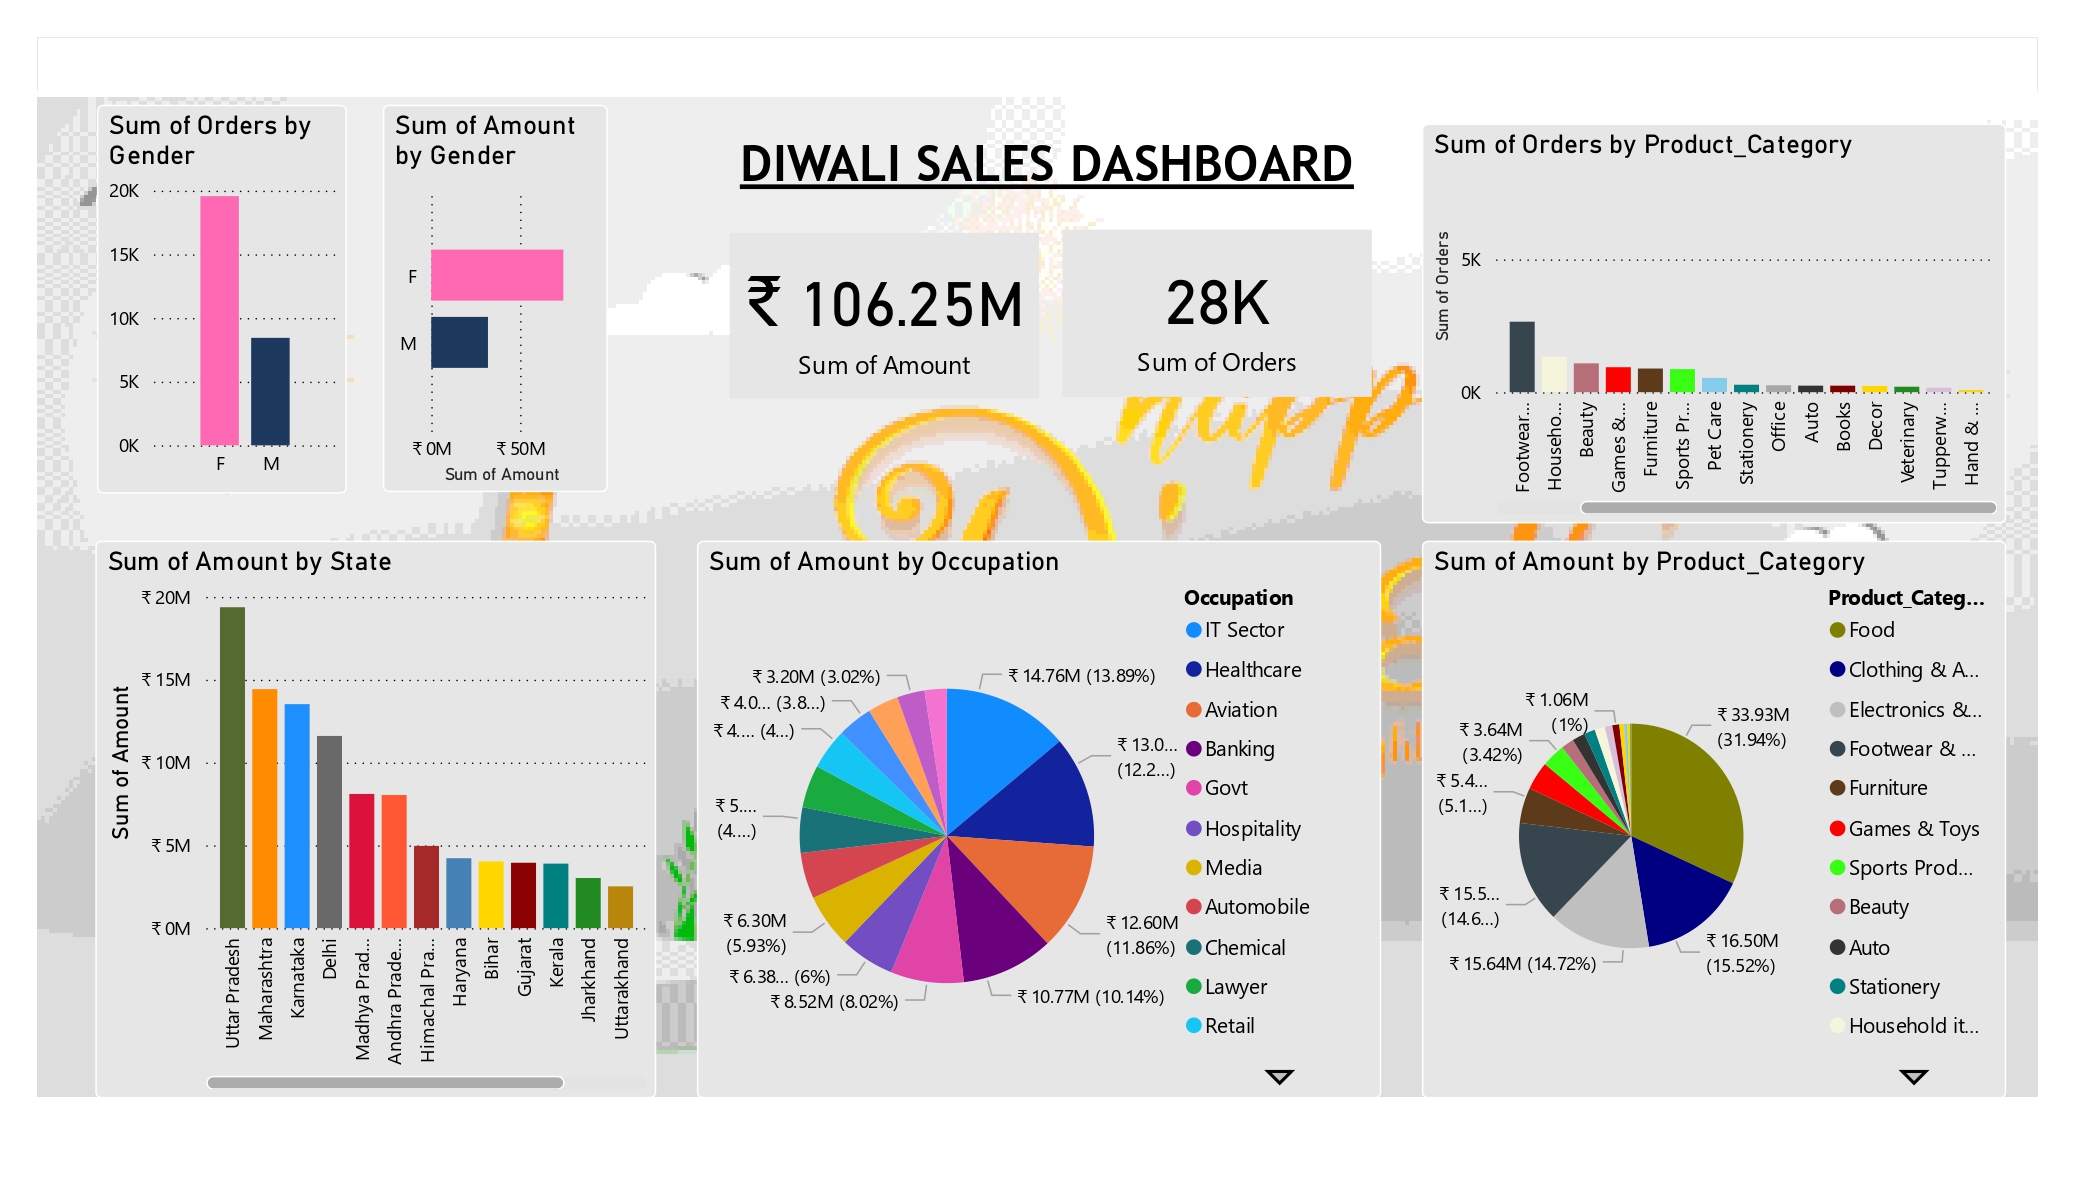 Sum of Orders by
Gender
20K
15K
10K
5K
0K
F
M
Sum of Amount
by Gender
F
M
₹ 0M
₹ 50M
Sum of Amount
DIWALI SALES DASHBOARD
₹ 106.25M
Sum of Amount
28K
Sum of Orders
Sum of Orders by Product_Category
Sum of Orders
5K
0K
Footwear...
Househo...
Beauty
Games &...
Furniture
Sports Pr...
Pet Care
Stationery
Office
Auto
Books
Decor
Veterinary
Tupperw...
Hand & ...
Happ
Di
Sum of Amount by State
Sum of Amount
₹ 20M
₹ 15M
₹ 10M
₹ 5M
₹ 0M
Uttar Pradesh
Maharashtra
Karnataka
Delhi
Madhya Prad...
Andhra Prade...
Himachal Pra...
Haryana
Bihar
Gujarat
Kerala
Jharkhand
Uttarakhand
Sum of Amount by Occupation
₹ 14.76M (13.89%)
₹ 13.0...
(12.2...)
₹ 12.60M
(11.86%)
₹ 10.77M (10.14%)
₹ 8.52M (8.02%)
₹ 6.38... (6%)
₹ 6.30M
(5.93%)
₹ 5....
(4....)
₹ 4.... (4...)
₹ 4.0... (3.8...)
₹ 3.20M (3.02%)
Occupation
IT Sector
Healthcare
Aviation
Banking
Govt
Hospitality
Media
Automobile
Chemical
Lawyer
Retail
Sum of Amount by Product_Category
₹ 33.93M
(31.94%)
₹ 16.50M
(15.52%)
₹ 15.64M (14.72%)
₹ 15.5...
(14.6...)
₹ 5.4...
(5.1...)
₹ 3.64M
(3.42%)
₹ 1.06M
(1%)
Product_Categ...
Food
Clothing & A...
Electronics &...
Footwear & ...
Furniture
Games & Toys
Sports Prod...
Beauty
Auto
Stationery
Household it...